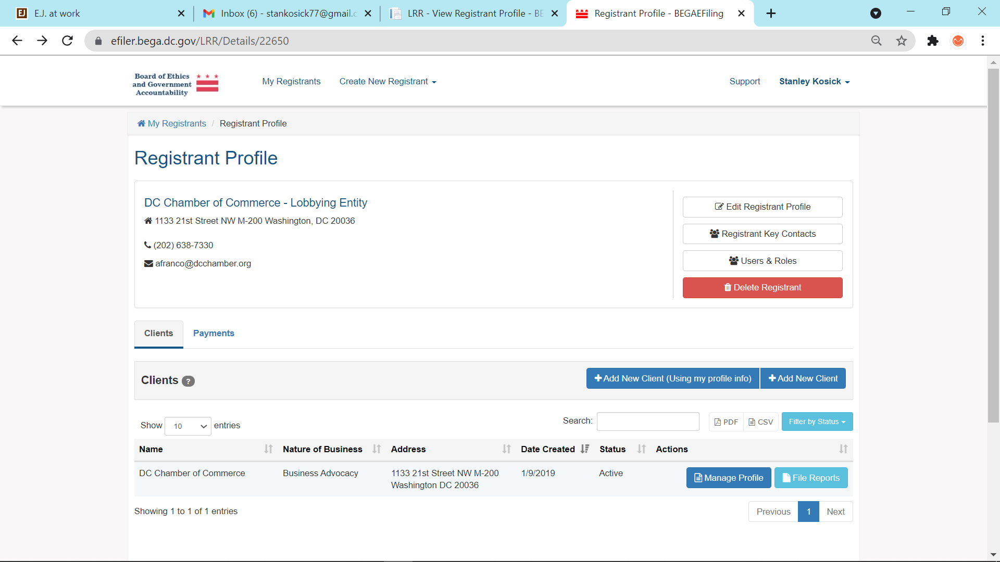 E.J. at work
Inbox (6) - stankosick77@gmail.c
LRR - View Registrant Profile - BE
Registrant Profile - BEGAEFiling
efiler.bega.dc.gov/LRR/Details/22650
Board of Ethics
and Government
Accountability
My Registrants
Create New Registrant
Support
Stanley Kosick
My Registrants / Registrant Profile
Registrant Profile
DC Chamber of Commerce - Lobbying Entity
1133 21st Street NW M-200 Washington, DC 20036
(202) 638-7330
afranco@dcchamber.org
Edit Registrant Profile
Registrant Key Contacts
Users & Roles
Delete Registrant
Clients
Payments
Clients ?
+Add New Client (Using my profile info)
+Add New Client
Show 10 entries
Search:
PDF
CSV
Filter by Status
Name Nature of Business Address Date Created Status Actions
DC Chamber of Commerce Business Advocacy 1133 21st Street NW M-200 1/9/2019 Active Manage Profile File Reports
Washington DC 20036
Showing 1 to 1 of 1 entries
Previous 1 Next